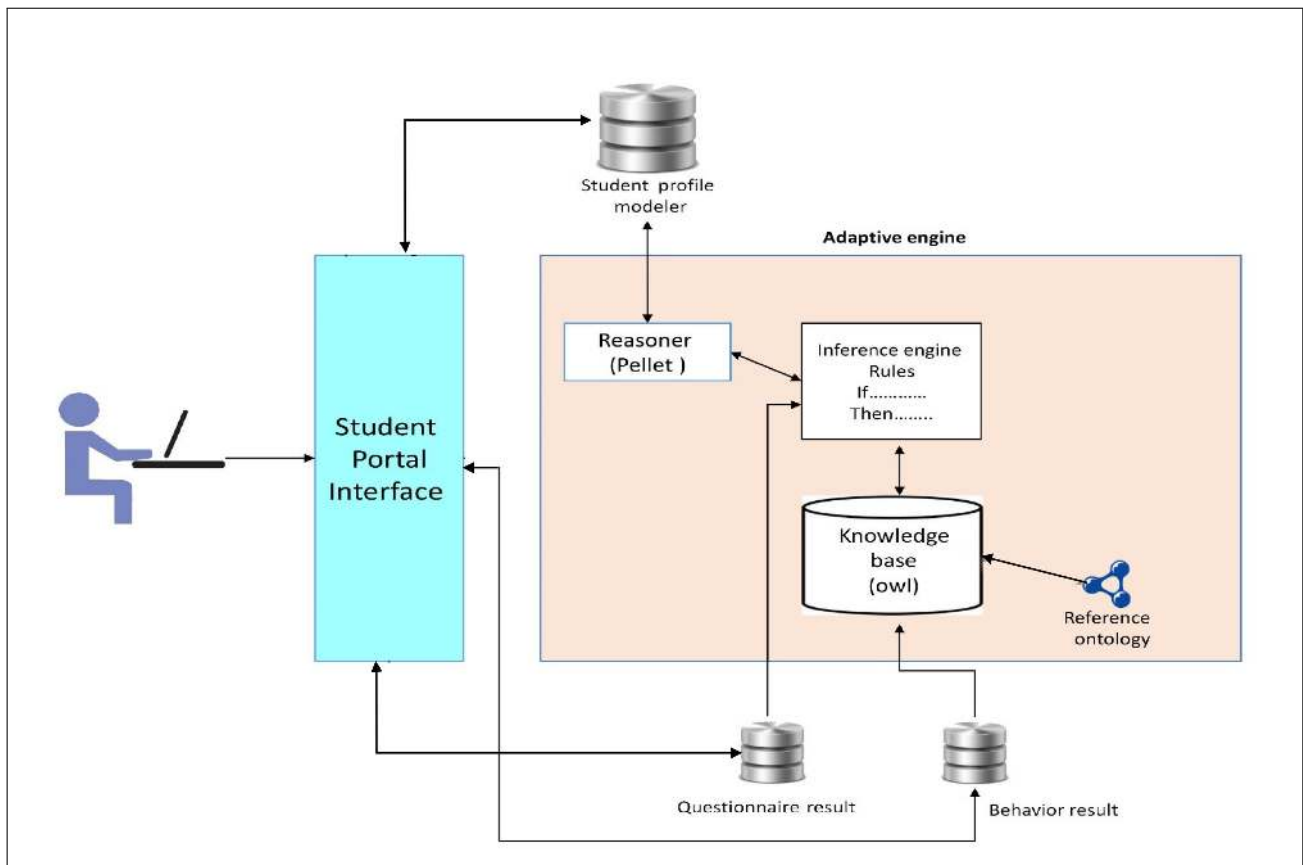 Student profile
modeler
Adaptive engine
Reasoner
(Pellet )
Inference engine
Rules
If............
Then........
Student
Portal
Interface
Knowledge
base
(owl)
Reference
ontology
Questionnaire result
Behavior result